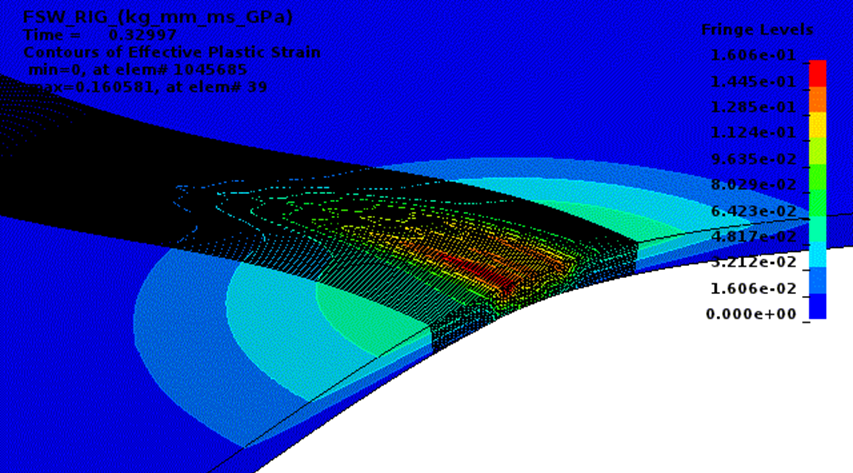 FSW_RIG_(kg_mm_ms_GPa)
Time = 0.32997
Contours of Effective Plastic Strain
min=0, at elem# 1045685
max=0.160581, at elem# 39
Fringe Levels
1.606e-01
1.445e-01
1.285e-01
1.124e-01
9.635e-02
8.029e-02
6.423e-02
4.817e-02
3.212e-02
1.606e-02
0.000e+00